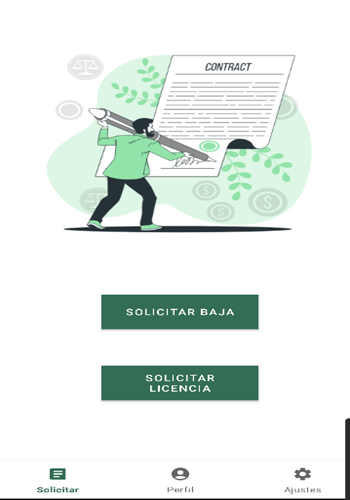 CONTRACT
SOLICITAR BAJA
SOLICITAR
LICENCIA
Solicitar
Perfil
Ajustes